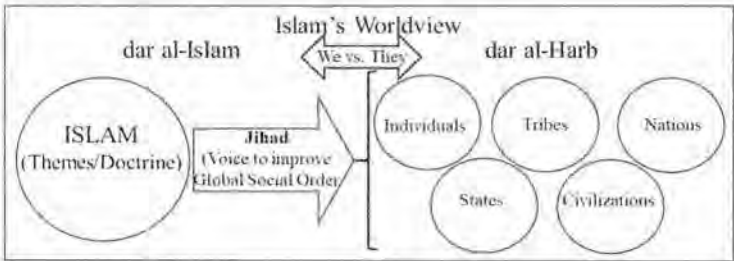 Islam's Worldview
dar al-Islam
We vs. They
dar al-Harb
ISLAM
(Themes/Doctrine)
Jihad
(Voice to improve
Global Social Order
Individuals
Tribes
Nations
States
Civilizations